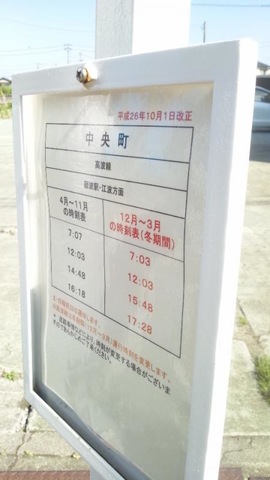 平成26年10月1日改正
中央町
高波線
砺波駅・江波方面
4月～11月
の時刻表
12月～3月
の時刻表(冬期間)
7:07
7:03
12:03
12:03
14:48
15:48
16:18
17:28